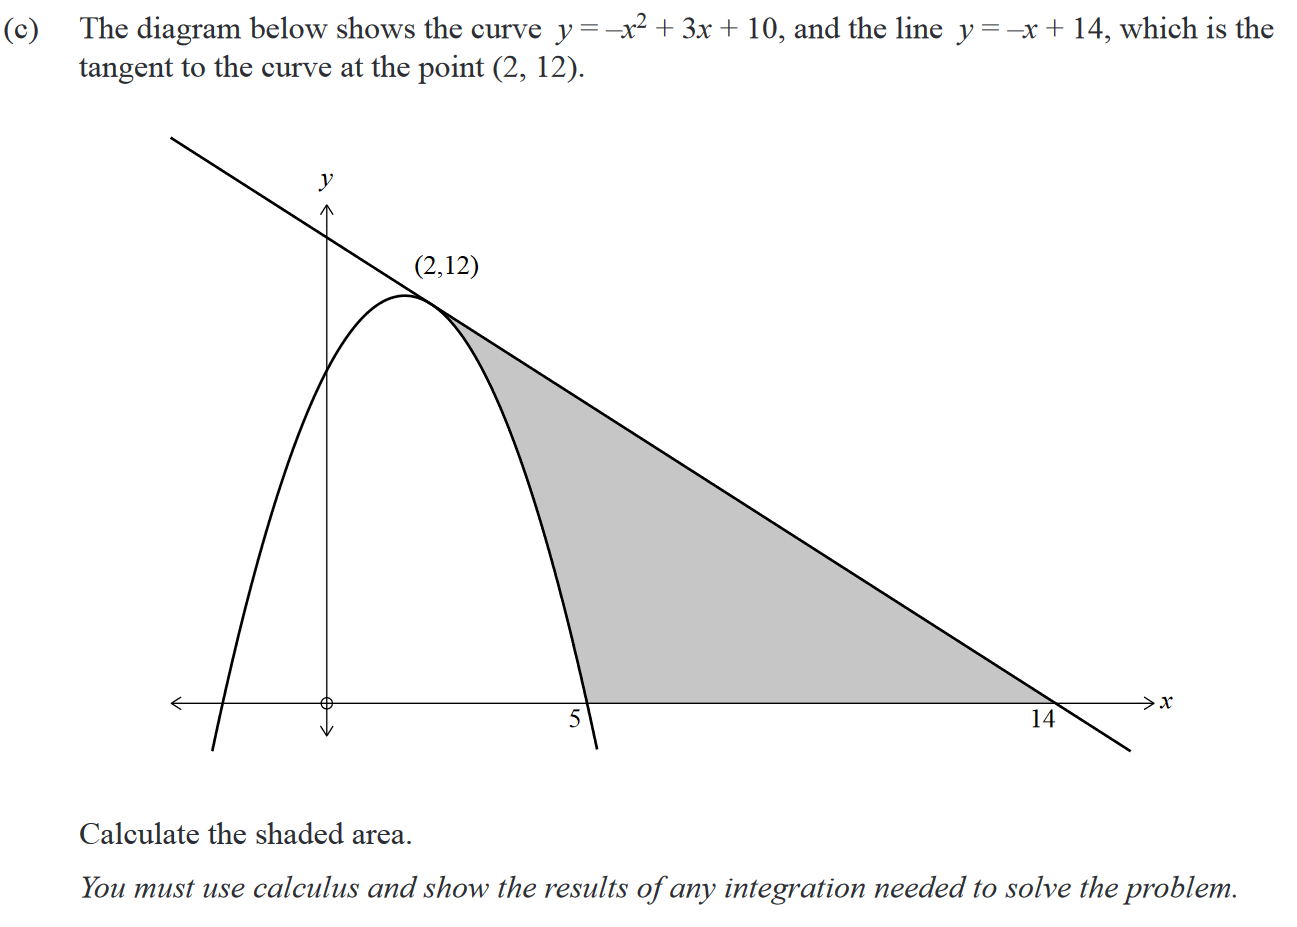 (c) The diagram below shows the curve y = –x² + 3x + 10, and the line y = –x + 14, which is the
tangent to the curve at the point (2, 12).
y
(2,12)
x
5
14
Calculate the shaded area.
You must use calculus and show the results of any integration needed to solve the problem.